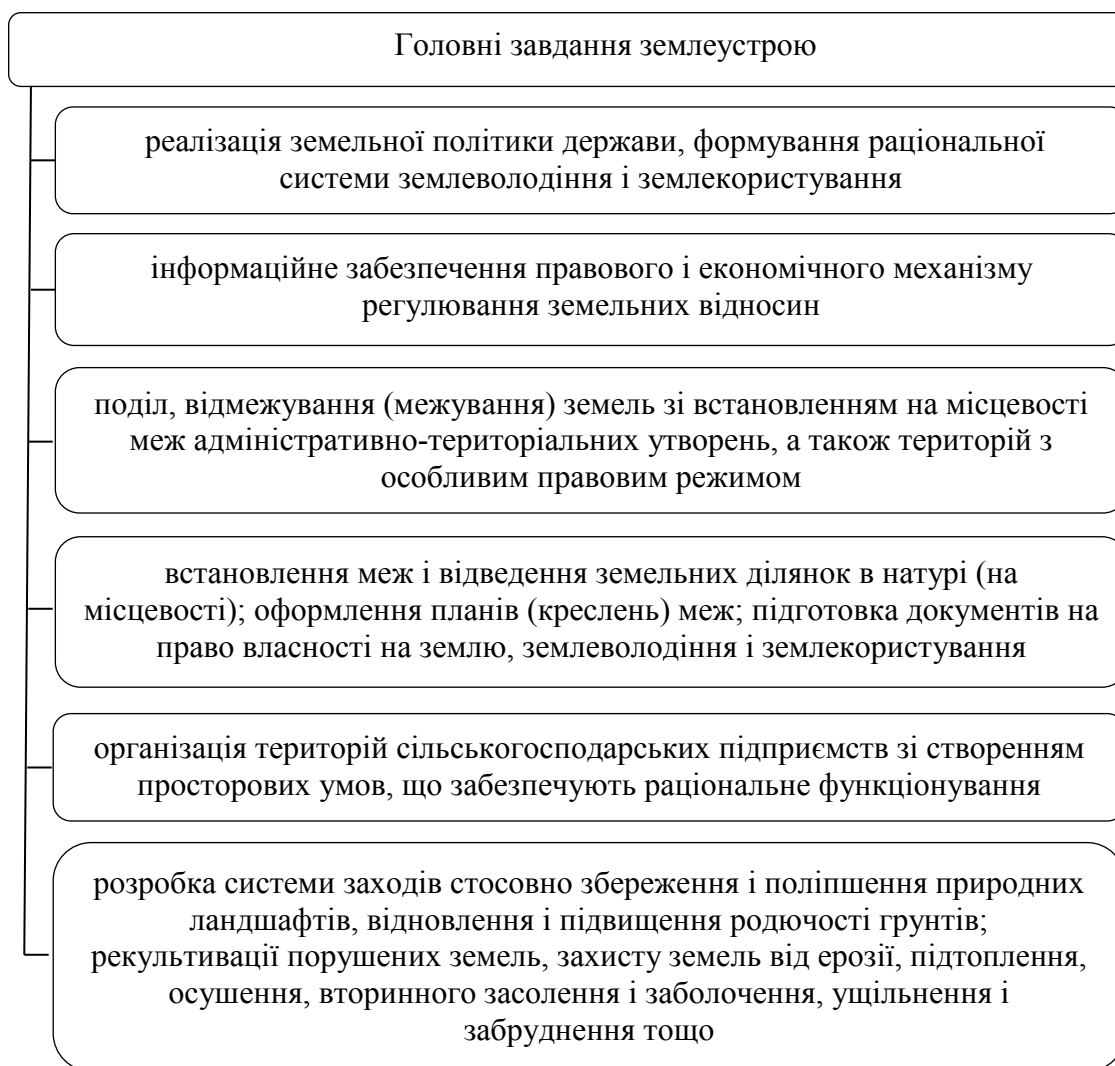 Головні завдання землеустрою
реалізація земельної політики держави, формування раціональної
системи землеволодіння і землекористування
інформаційне забезпечення правового і економічного механізму
регулювання земельних відносин
поділ, відмежування (межування) земель зі встановленням на місцевості
меж адміністративно-територіальних утворень, а також територій з
особливим правовим режимом
встановлення меж і відведення земельних ділянок в натурі (на
місцевості); оформлення планів (креслень) меж; підготовка документів на
право власності на землю, землеволодіння і землекористування
організація територій сільськогосподарських підприємств зі створенням
просторових умов, що забезпечують раціональне функціонування
розробка системи заходів стосовно збереження і поліпшення природних
ландшафтів, відновлення і підвищення родючості грунтів;
рекультивації порушених земель, захисту земель від ерозії, підтоплення,
осушення, вторинного засолення і заболочення, ущільнення і
забруднення тощо